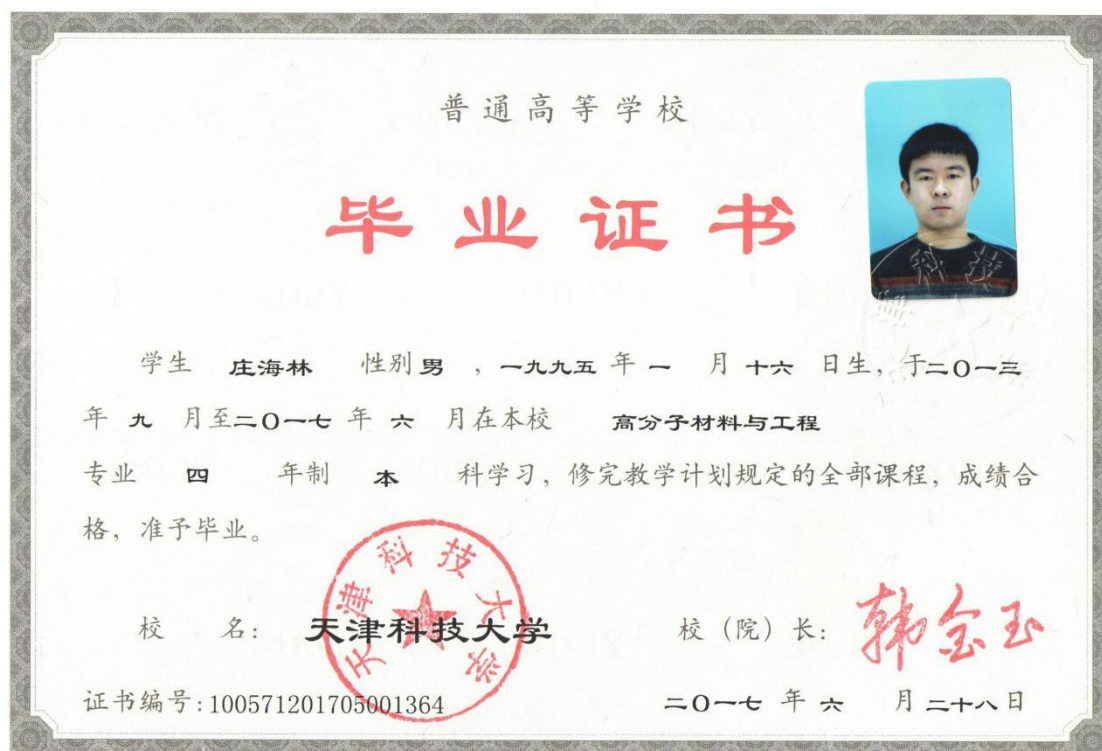 普通高等学校
毕业证书
学生 庄海林 性别 男 , 一九九五 年 一 月 十六 日生, 于二〇一三
年 九 月至二〇一七 年 六 月在本校 高分子材料与工程
专业 四 年制 本 科学习, 修完教学计划规定的全部课程, 成绩合
格, 准予毕业。
天津科技大学
校 名: 天津科技大学 校(院)长: 韩金玉
证书编号:100571201705001364 二〇一七 年 六 月 二十八日